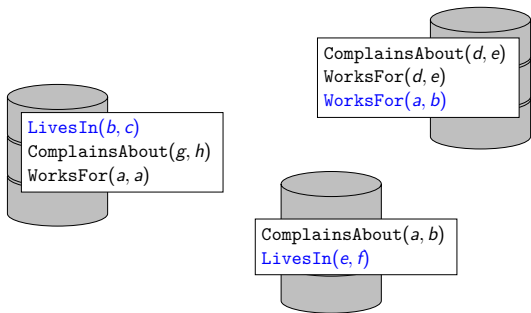 LivesIn(b, c)
ComplainsAbout(g, h)
WorksFor(a, a)
ComplainsAbout(d, e)
WorksFor(d, e)
WorksFor(a, b)
ComplainsAbout(a, b)
LivesIn(e, f)